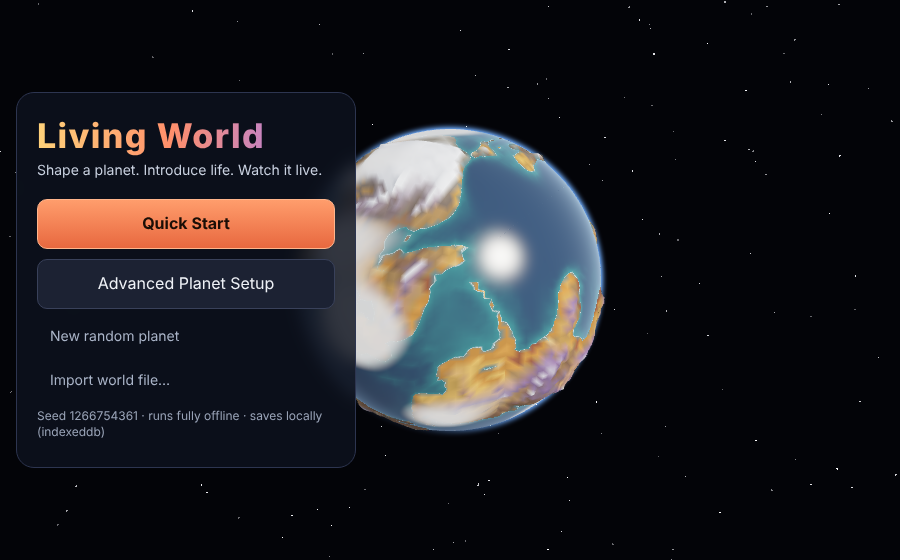 Living World
Shape a planet. Introduce life. Watch it live.
Quick Start
Advanced Planet Setup
New random planet
Import world file...
Seed 1266754361 · runs fully offline · saves locally
(indexeddb)